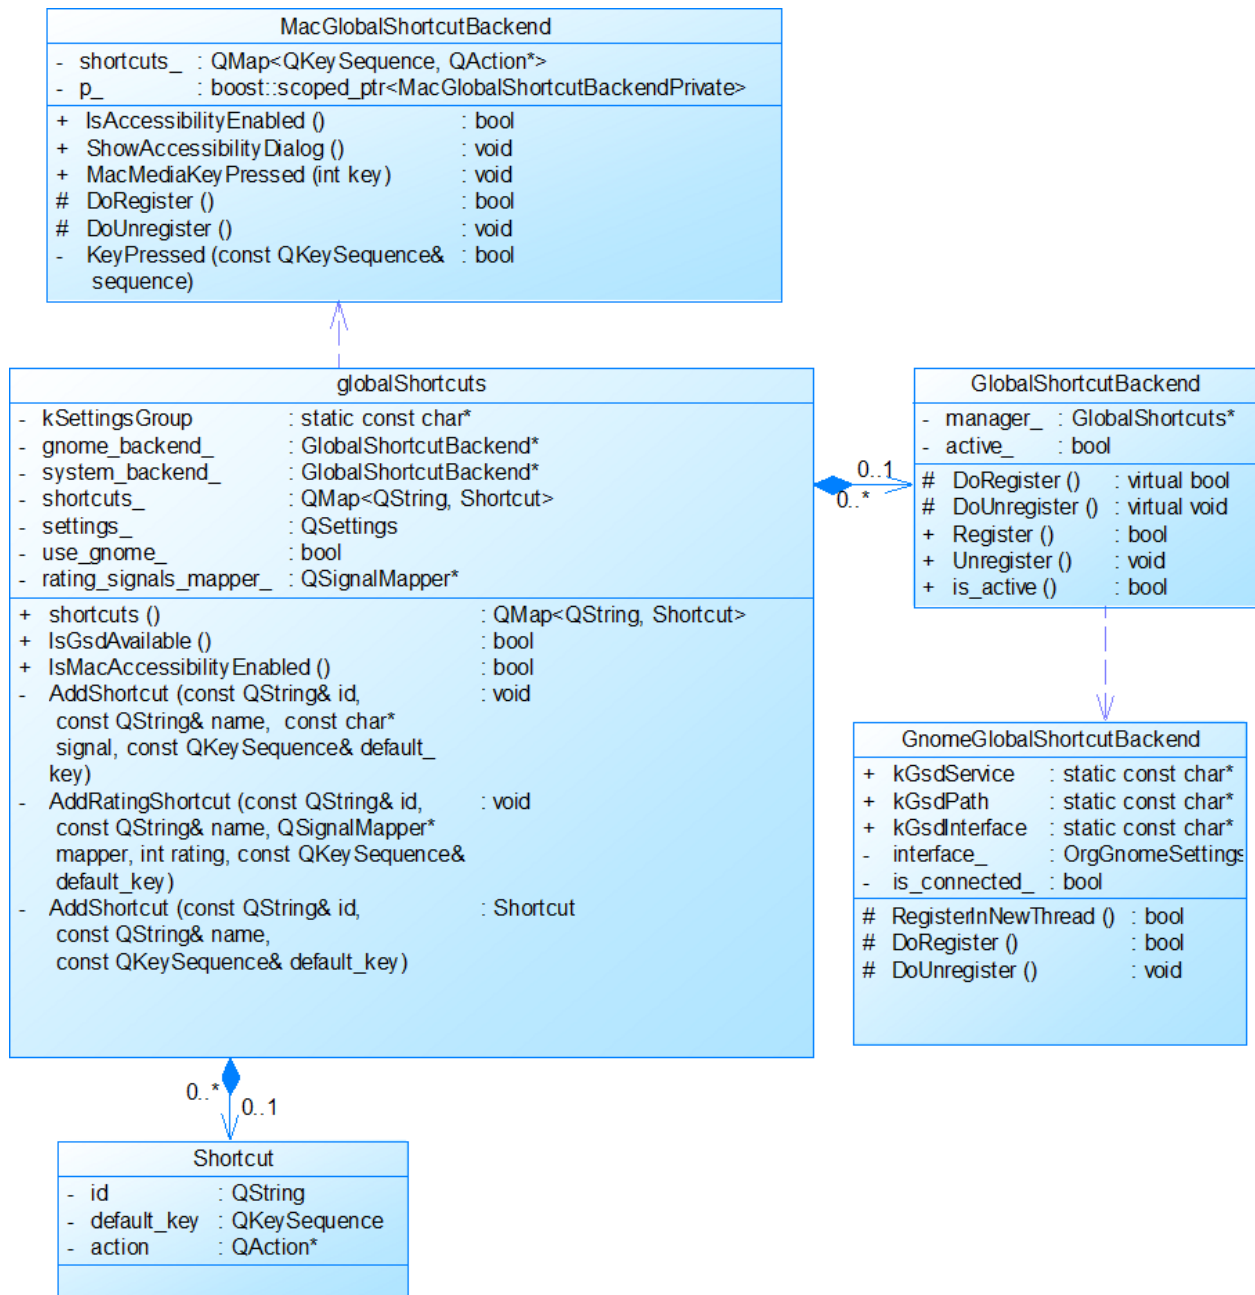 MacGlobalShortcutBackend
- shortcuts_ : QMap<QKeySequence, QAction*>
- p_ : boost::scoped_ptr<MacGlobalShortcutBackendPrivate>
+ IsAccessibilityEnabled () : bool
+ ShowAccessibilityDialog () : void
+ MacMediaKeyPressed (int key) : void
# DoRegister () : bool
# DoUnregister () : void
- KeyPressed (const QKeySequence& : bool
sequence)
globalShortcuts
- kSettingsGroup : static const char*
- gnome_backend_ : GlobalShortcutBackend*
- system_backend_ : GlobalShortcutBackend*
- shortcuts_ : QMap<QString, Shortcut>
- settings_ : QSettings
- use_gnome_ : bool
- rating_signals_mapper_ : QSignalMapper*
+ shortcuts () : QMap<QString, Shortcut>
+ IsGsdAvailable () : bool
+ IsMacAccessibilityEnabled () : bool
- AddShortcut (const QString& id, : void
const QString& name, const char*
signal, const QKeySequence& default_
key)
- AddRatingShortcut (const QString& id, : void
const QString& name, QSignalMapper*
mapper, int rating, const QKeySequence&
default_key)
- AddShortcut (const QString& id, : Shortcut
const QString& name,
const QKeySequence& default_key)
0..1
0..*
GlobalShortcutBackend
- manager_ : GlobalShortcuts*
- active_ : bool
# DoRegister () : virtual bool
# DoUnregister () : virtual void
+ Register () : bool
+ Unregister () : void
+ is_active () : bool
GnomeGlobalShortcutBackend
+ kGsdService : static const char*
+ kGsdPath : static const char*
+ kGsdInterface : static const char*
- interface_ : OrgGnomeSettings
- is_connected_ : bool
# RegisterInNewThread () : bool
# DoRegister () : bool
# DoUnregister () : void
0..*
0..1
Shortcut
- id : QString
- default_key : QKeySequence
- action : QAction*